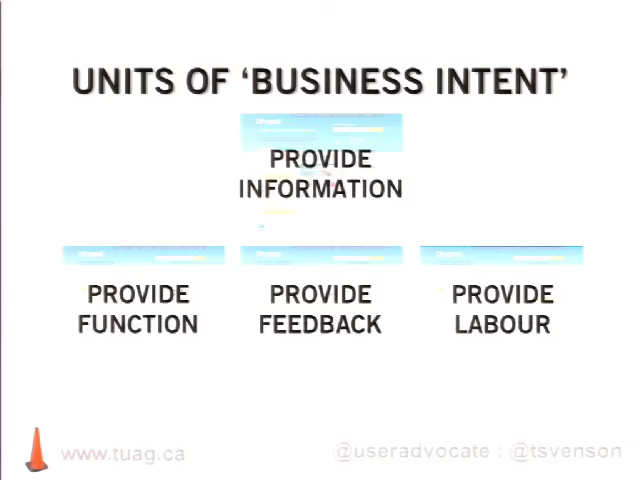 UNITS OF ‘BUSINESS INTENT’
PROVIDE
INFORMATION
PROVIDE
FUNCTION
PROVIDE
FEEDBACK
PROVIDE
LABOUR
www.tuag.ca
@useradvocate : @tsvenson